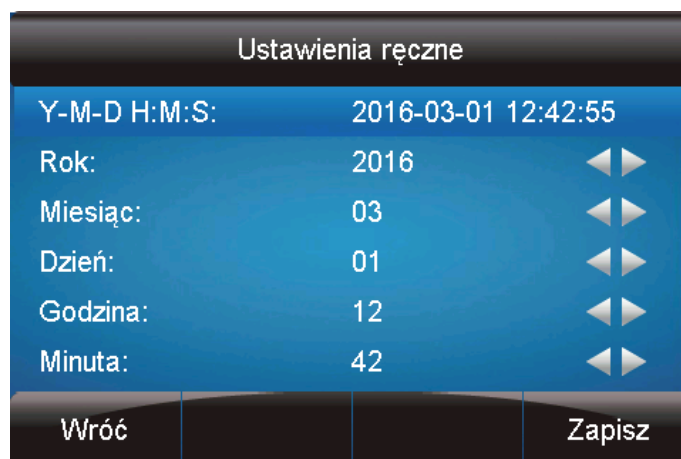 Ustawienia ręczne
Y-M-D H:M:S: 2016-03-01 12:42:55
Rok: 2016
Miesiąc: 03
Dzień: 01
Godzina: 12
Minuta: 42
Wróć Zapisz